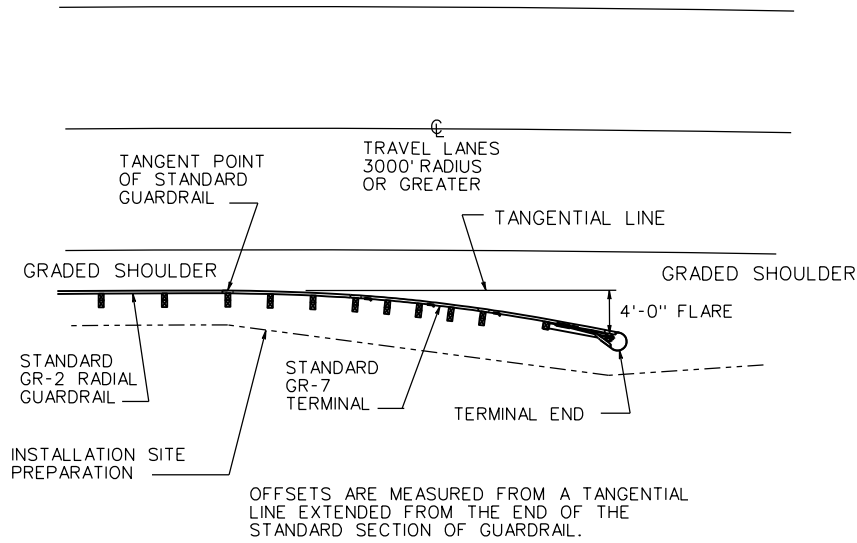 ℄
TRAVEL LANES
3000' RADIUS
OR GREATER
TANGENT POINT
OF STANDARD
GUARDRAIL
TANGENTIAL LINE
GRADED SHOULDER
GRADED SHOULDER
4'-0" FLARE
STANDARD
GR-2 RADIAL
GUARDRAIL
STANDARD
GR-7
TERMINAL
TERMINAL END
INSTALLATION SITE
PREPARATION
OFFSETS ARE MEASURED FROM A TANGENTIAL
LINE EXTENDED FROM THE END OF THE
STANDARD SECTION OF GUARDRAIL.